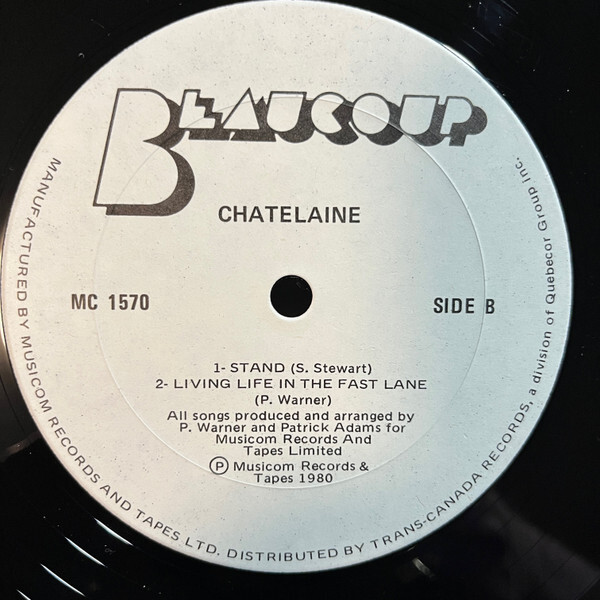 BEAUCOUP
CHATELAINE
MC 1570
SIDE B
1- STAND (S. Stewart)
2- LIVING LIFE IN THE FAST LANE
(P. Warner)
All songs produced and arranged by
P. Warner and Patrick Adams for
Musicom Records And
Tapes Limited
Ⓟ Musicom Records &
Tapes 1980
MANUFACTURED BY MUSICOM RECORDS AND TAPES LTD. DISTRIBUTED BY TRANS-CANADA RECORDS, a division of Quebecor Group Inc.